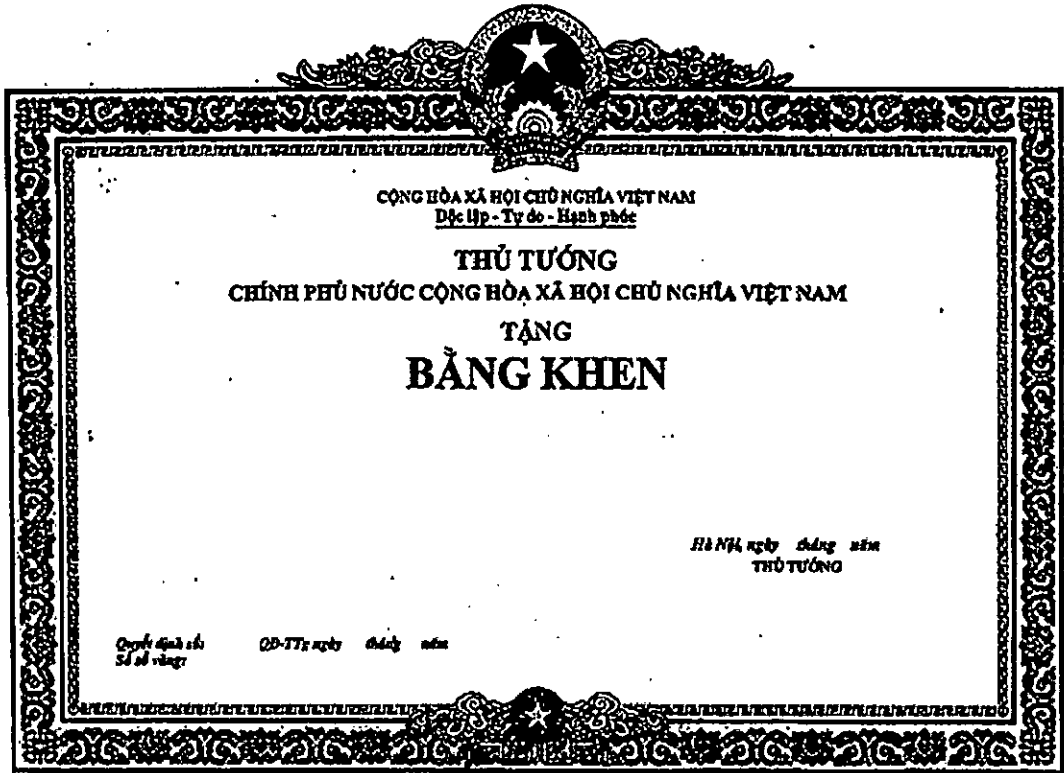 CỘNG HÒA XÃ HỘI CHỦ NGHĨA VIỆT NAM
Độc lập - Tự do - Hạnh phúc
THỦ TƯỚNG
CHÍNH PHỦ NƯỚC CỘNG HÒA XÃ HỘI CHỦ NGHĨA VIỆT NAM
TẶNG
BẰNG KHEN
Hà Nội, ngày tháng năm
THỦ TƯỚNG
Quyết định số: QĐ-TTg ngày tháng năm
Số sổ vàng: